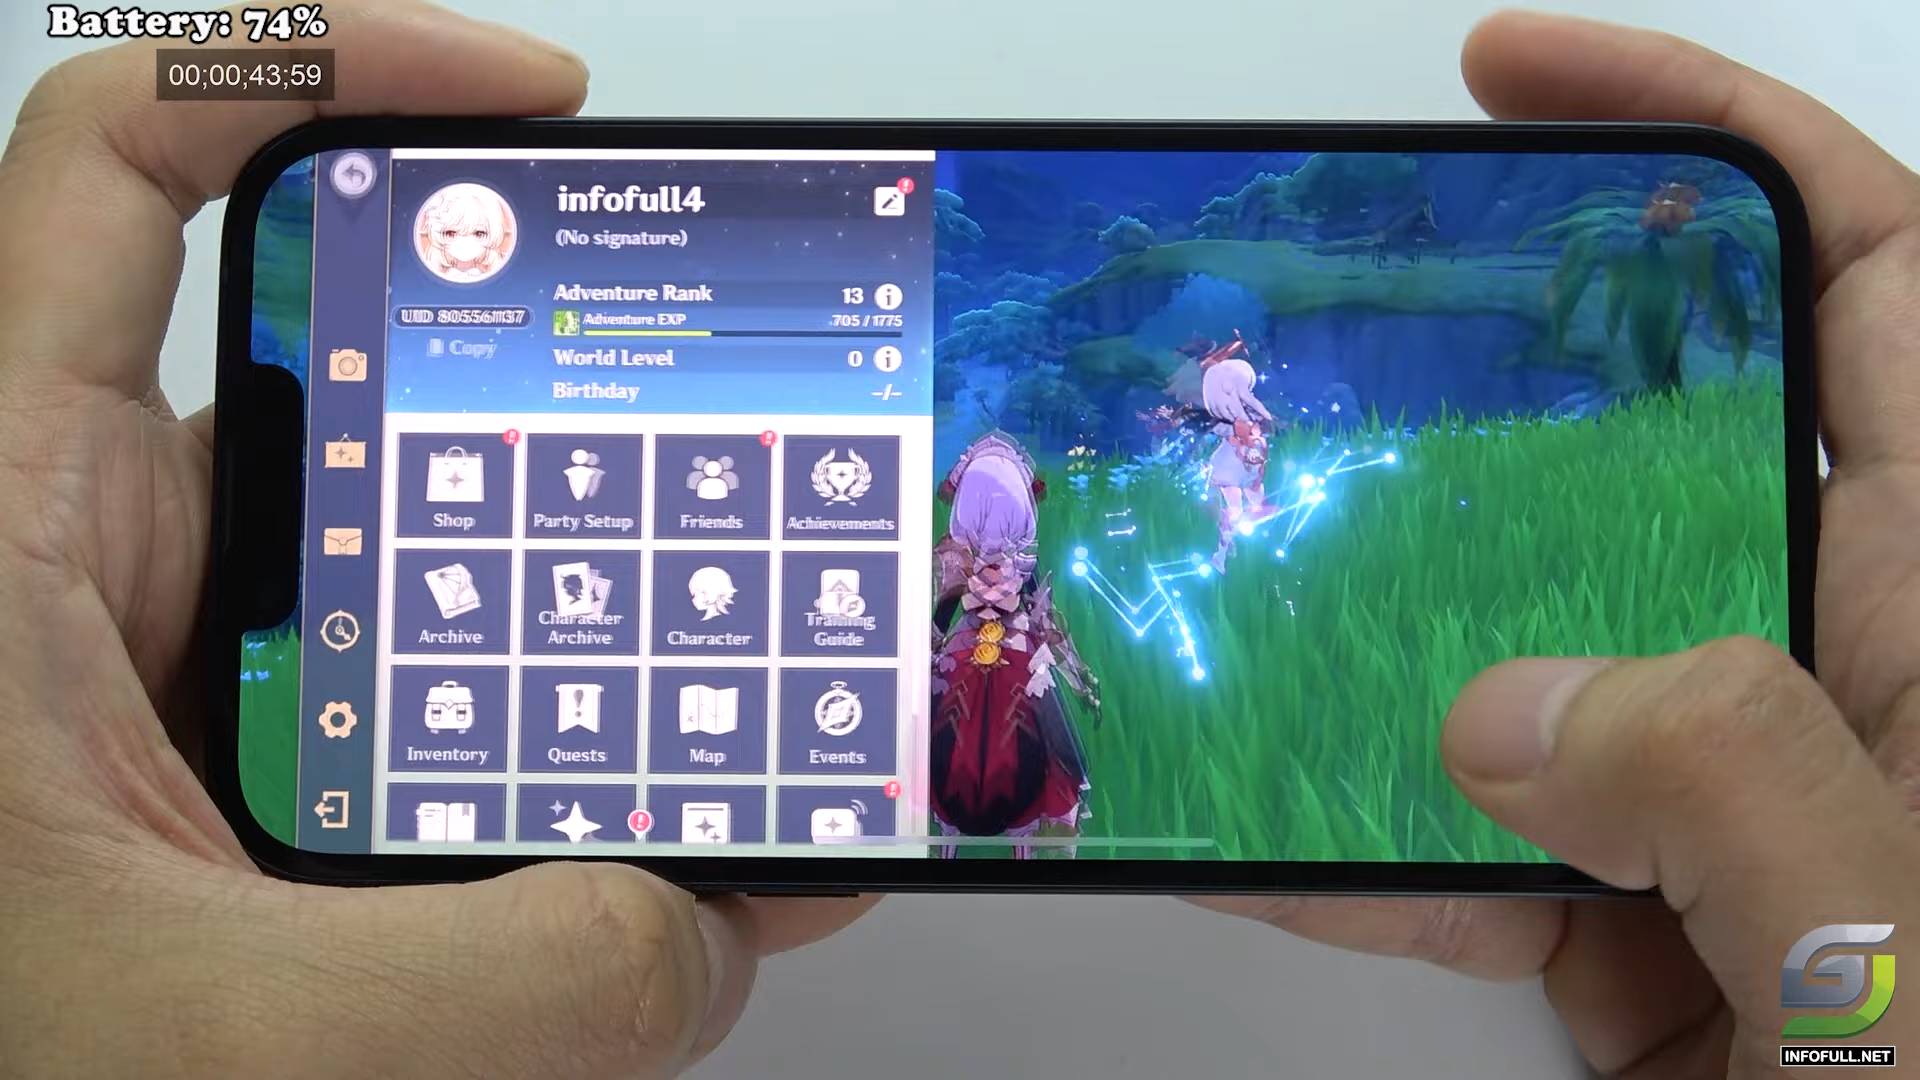 Battery: 74%
00;00;43;59
infofull4
(No signature)
Adventure Rank 13
Adventure EXP 705 / 1775
UID
Copy
World Level 0
Birthday -/-
Shop
Party Setup
Friends
Achievements
Archive
Character
Archive
Character
Training
Guide
Inventory
Quests
Map
Events
INFOFULL.NET